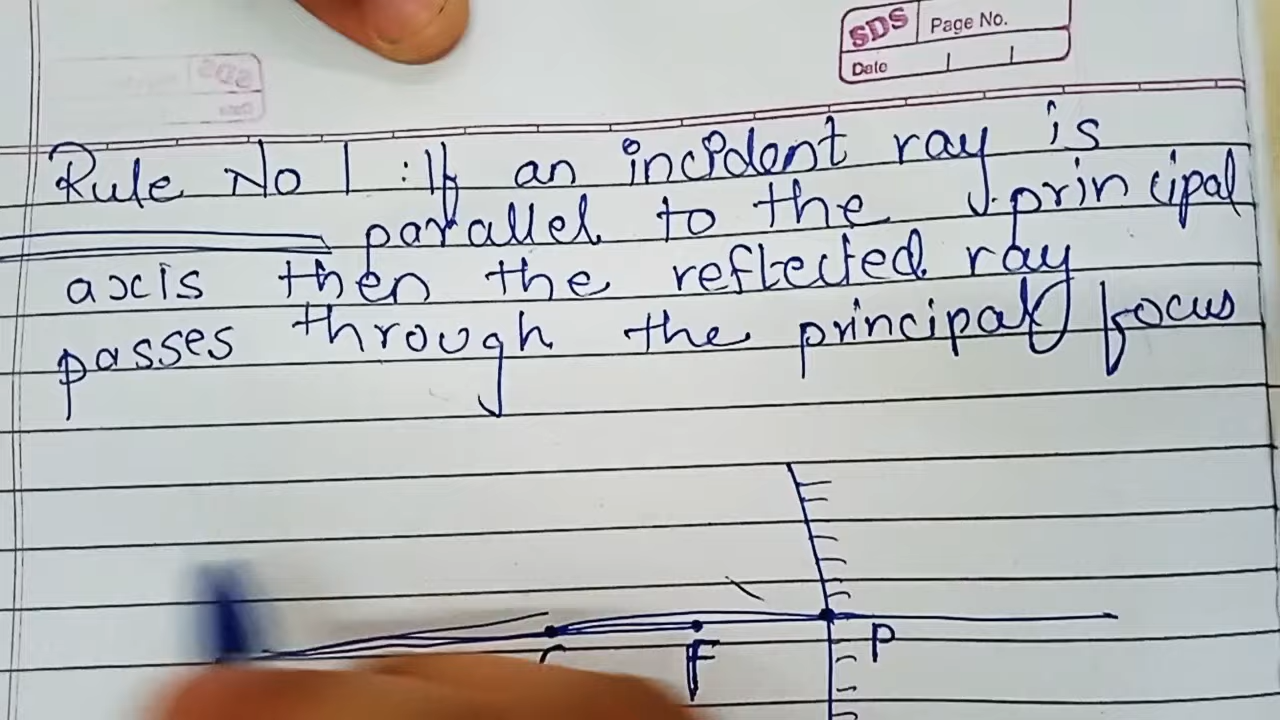 SDS Page No.
Date
Rule No 1 : If an incident ray is
parallel to the principal
axis then the reflected ray
passes through the principal focus
C F P